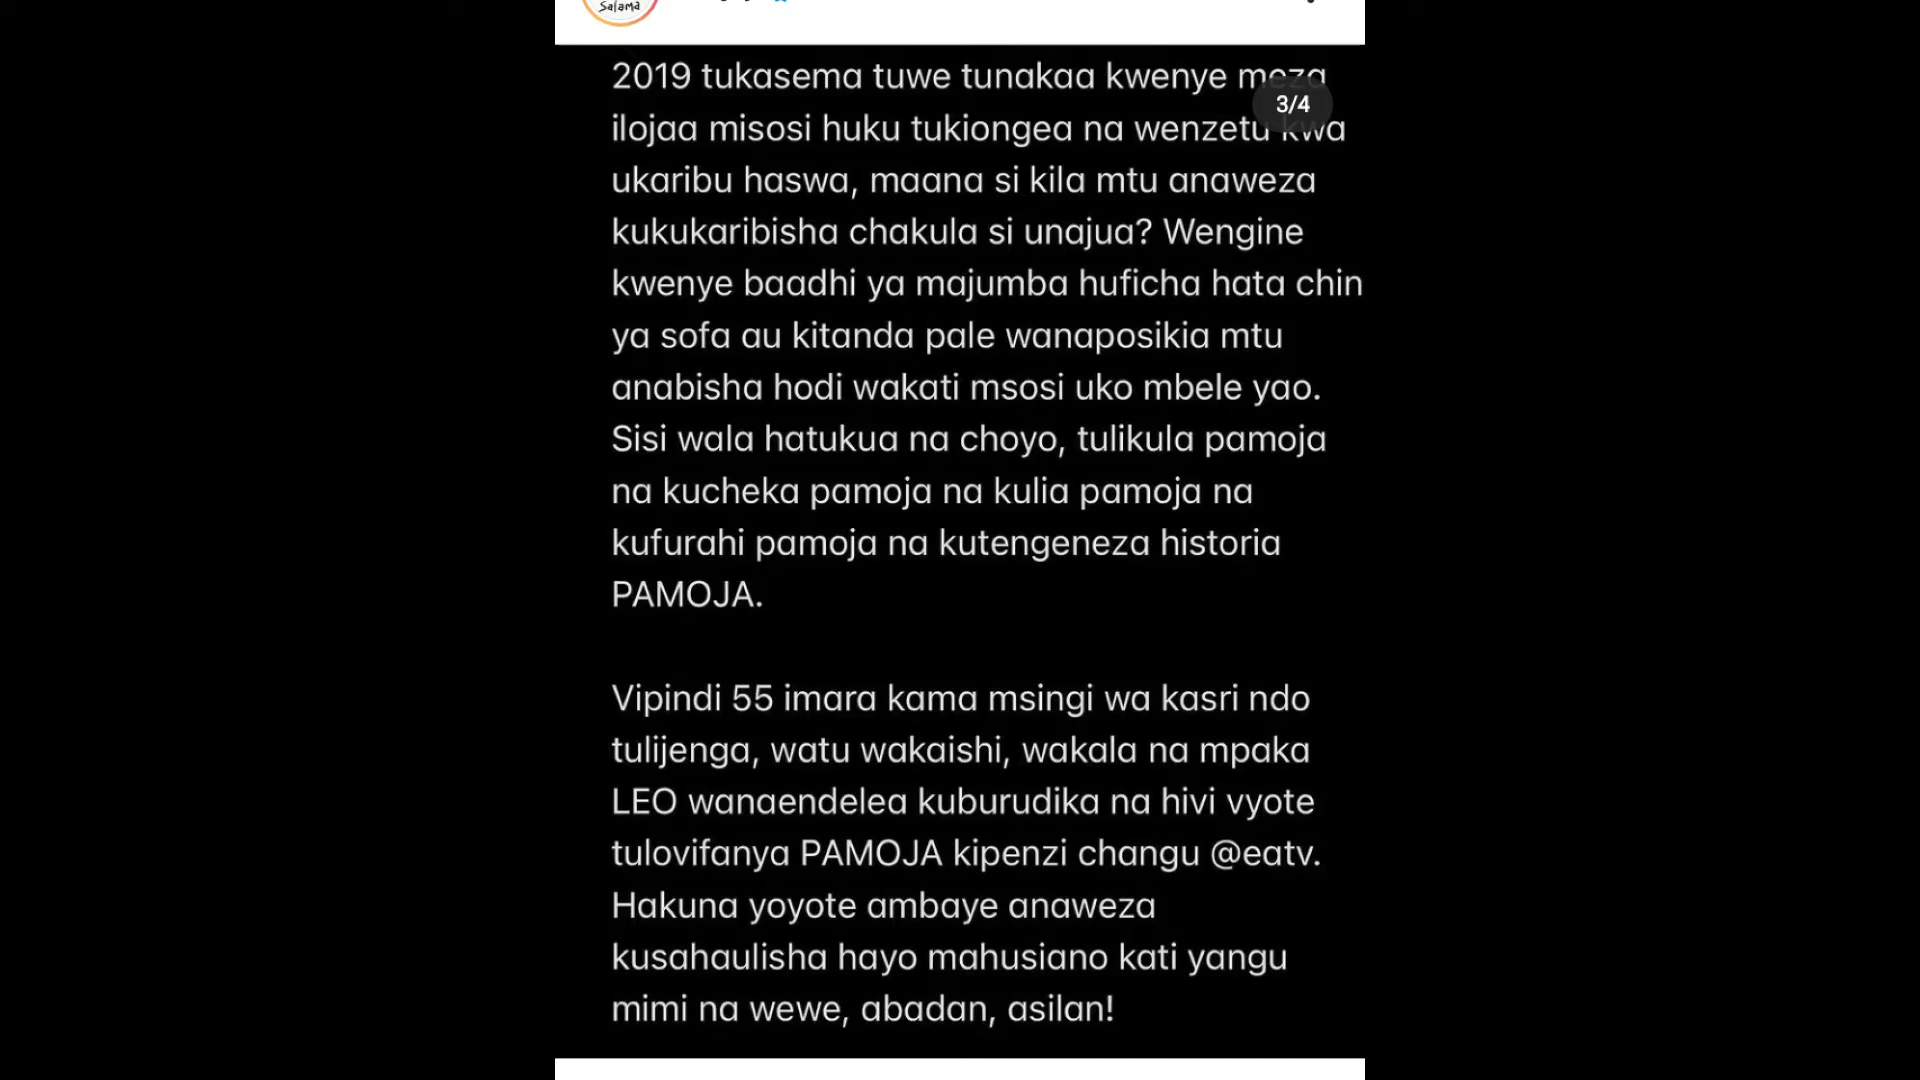 Salama
2019 tukasema tuwe tunakaa kwenye meza
3/4
ilojaa misosi huku tukiongea na wenzetu kwa
ukaribu haswa, maana si kila mtu anaweza
kukukaribisha chakula si unajua? Wengine
kwenye baadhi ya majumba huficha hata chin
ya sofa au kitanda pale wanaposikia mtu
anabisha hodi wakati msosi uko mbele yao.
Sisi wala hatukua na choyo, tulikula pamoja
na kucheka pamoja na kulia pamoja na
kufurahi pamoja na kutengeneza historia
PAMOJA.
Vipindi 55 imara kama msingi wa kasri ndo
tulijenga, watu wakaishi, wakala na mpaka
LEO wanaendelea kuburudika na hivi vyote
tulovifanya PAMOJA kipenzi changu @eatv.
Hakuna yoyote ambaye anaweza
kusahaulisha hayo mahusiano kati yangu
mimi na wewe, abadan, asilan!